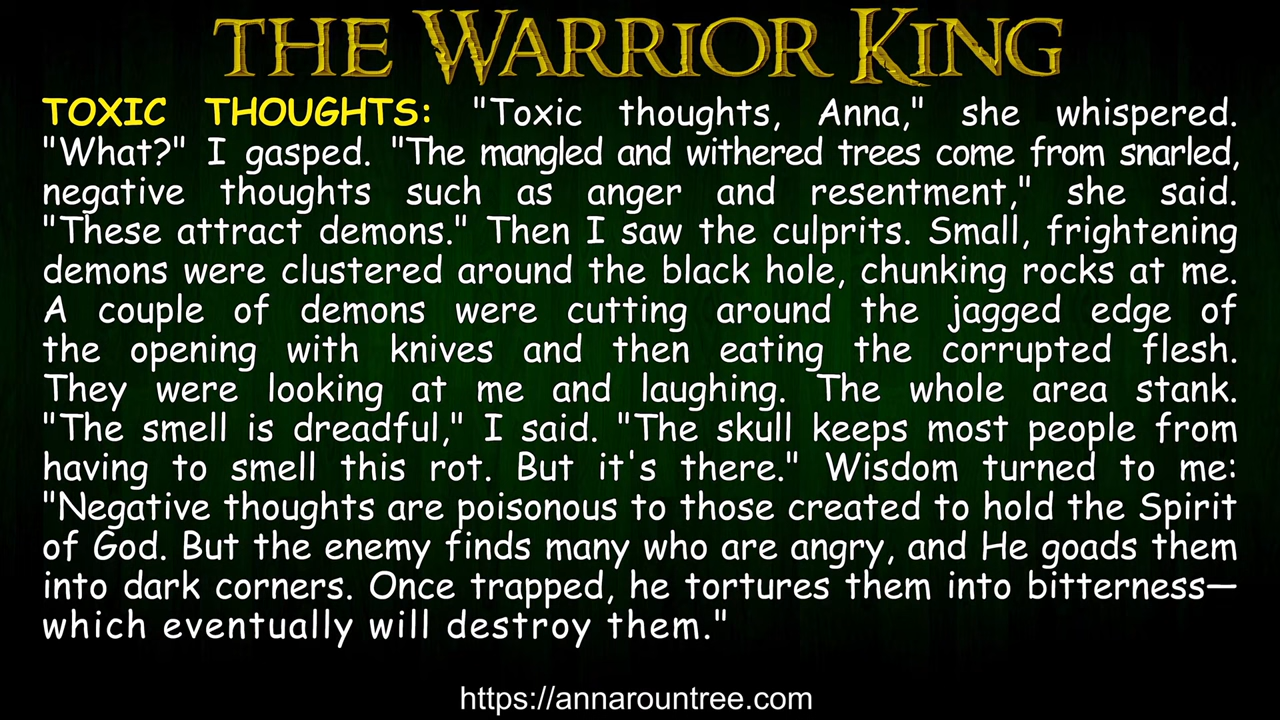 THE WARRIOR KING
TOXIC THOUGHTS: "Toxic thoughts, Anna," she whispered.
"What?" I gasped. "The mangled and withered trees come from snarled,
negative thoughts such as anger and resentment," she said.
"These attract demons." Then I saw the culprits. Small, frightening
demons were clustered around the black hole, chunking rocks at me.
A couple of demons were cutting around the jagged edge of
the opening with knives and then eating the corrupted flesh.
They were looking at me and laughing. The whole area stank.
"The smell is dreadful," I said. "The skull keeps most people from
having to smell this rot. But it's there." Wisdom turned to me:
"Negative thoughts are poisonous to those created to hold the Spirit
of God. But the enemy finds many who are angry, and He goads them
into dark corners. Once trapped, he tortures them into bitterness—
which eventually will destroy them."
https://annarountree.com